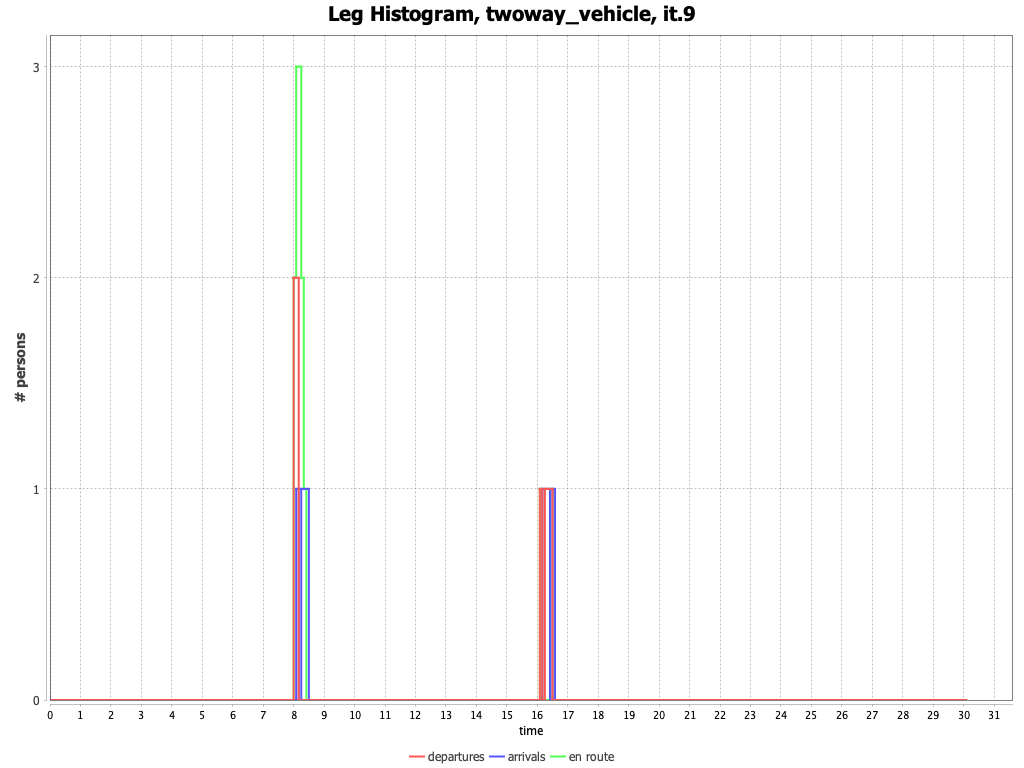 Leg Histogram, twoway_vehicle, it.9
# persons
3
2
1
0
0 1 2 3 4 5 6 7 8 9 10 11 12 13 14 15 16 17 18 19 20 21 22 23 24 25 26 27 28 29 30 31
time
departures arrivals en route